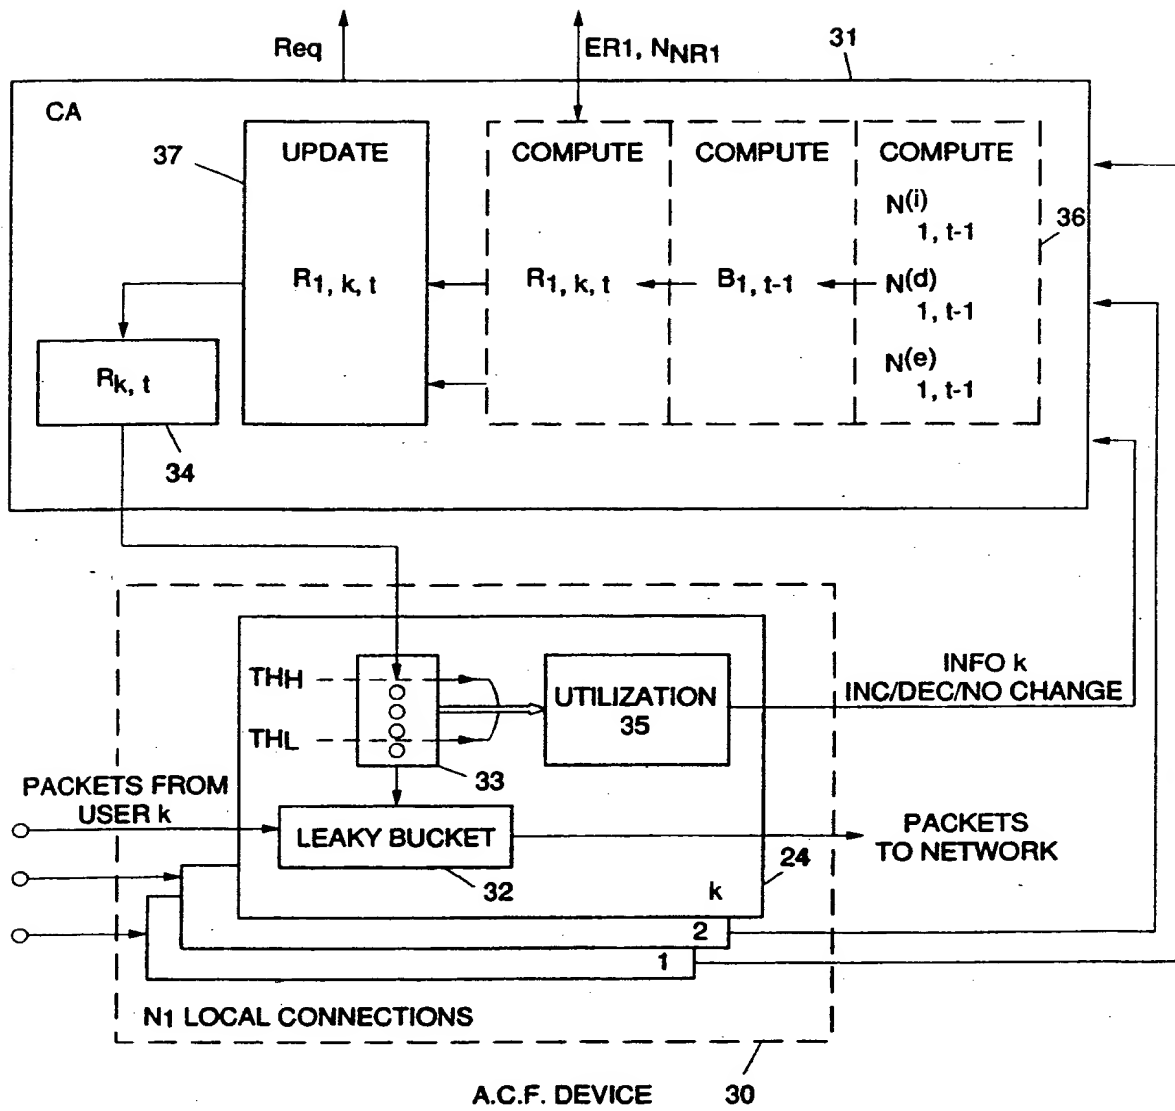 Req
ER1, NNR1
31
CA
37
UPDATE
COMPUTE
COMPUTE
COMPUTE
N(i)
1, t-1
36
R1, k, t
R1, k, t
B1, t-1
N(d)
1, t-1
Rk, t
N(e)
1, t-1
34
THH
THL
UTILIZATION
35
INFO k
INC/DEC/NO CHANGE
33
PACKETS FROM
USER k
LEAKY BUCKET
PACKETS
TO NETWORK
32
24
k
2
1
N1 LOCAL CONNECTIONS
A.C.F. DEVICE
30